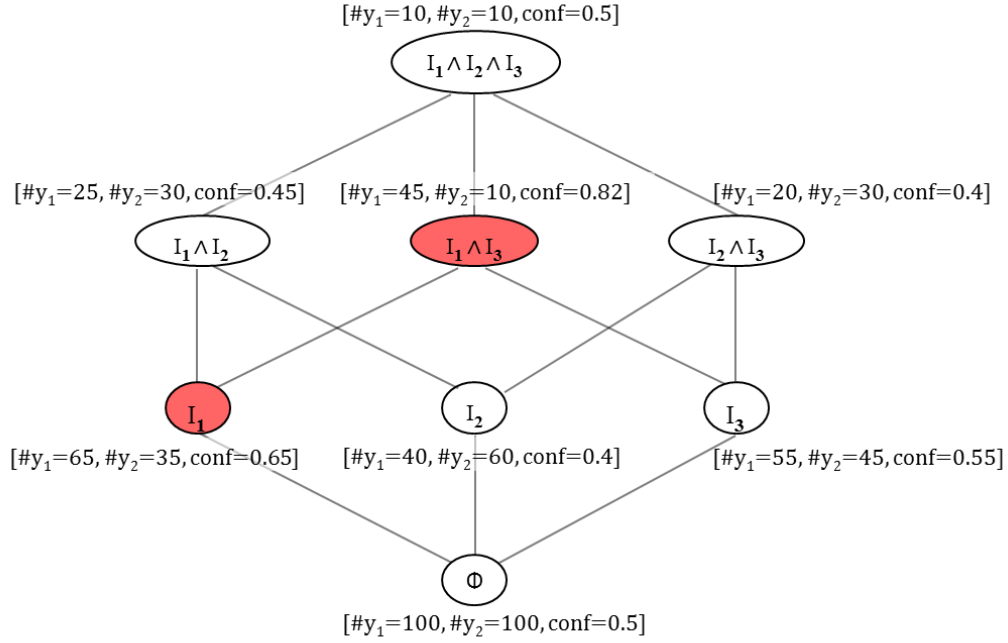 [#y₁=10, #y₂=10, conf=0.5]
I₁ ∧ I₂ ∧ I₃
[#y₁=25, #y₂=30, conf=0.45] [#y₁=45, #y₂=10, conf=0.82] [#y₁=20, #y₂=30, conf=0.4]
I₁ ∧ I₂ I₁ ∧ I₃ I₂ ∧ I₃
I₁ I₂ I₃
[#y₁=65, #y₂=35, conf=0.65] [#y₁=40, #y₂=60, conf=0.4] [#y₁=55, #y₂=45, conf=0.55]
Φ
[#y₁=100, #y₂=100, conf=0.5]